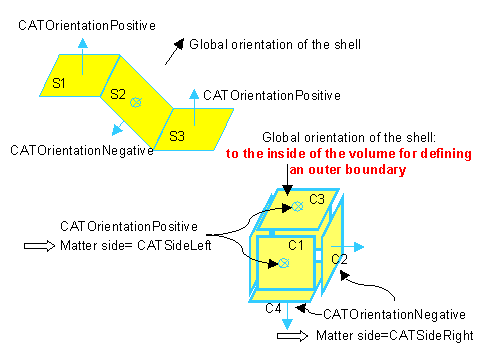 CATOrientationPositive
Global orientation of the shell
S1
S2
CATOrientationPositive
S3
CATOrientationNegative
Global orientation of the shell:
to the inside of the volume for defining
an outer boundary
C3
CATOrientationPositive
Matter side= CATSideLeft
C1
C2
C4
CATOrientationNegative
Matter side=CATSideRight